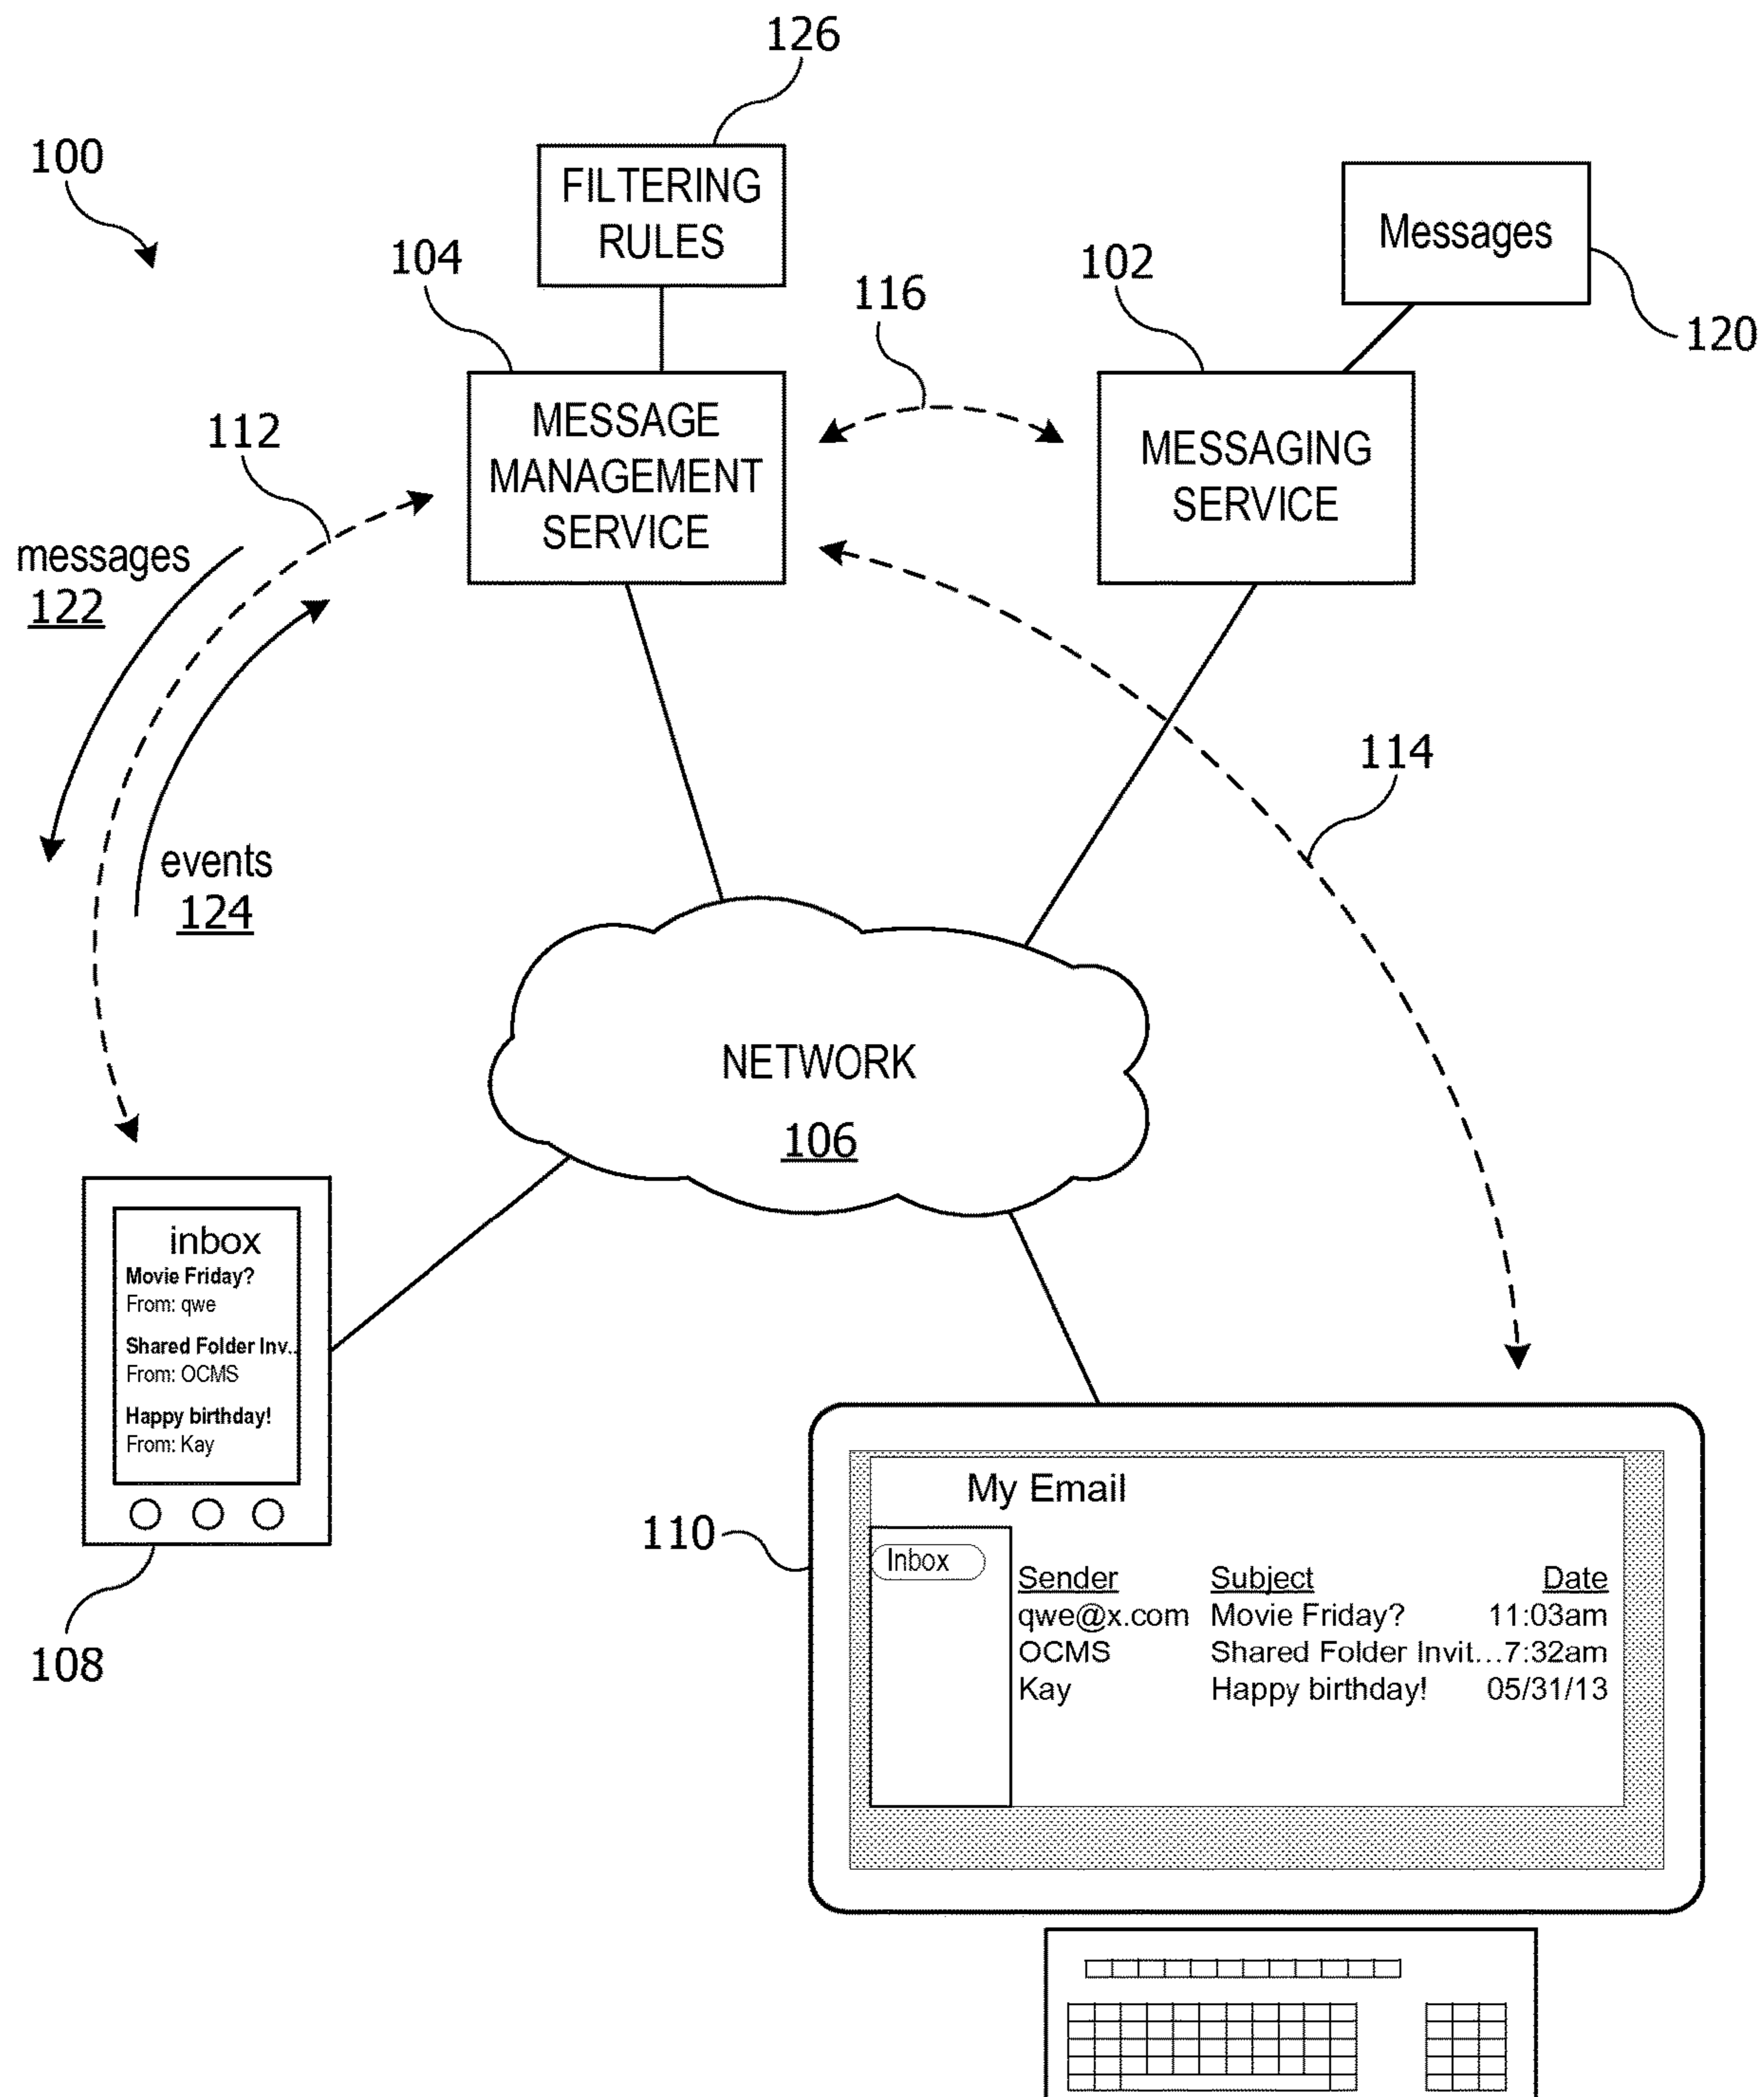 126
100
FILTERING
RULES
Messages
104
102
116
120
112
MESSAGE
MANAGEMENT
SERVICE
MESSAGING
SERVICE
messages
122
114
events
124
NETWORK
106
inbox
Movie Friday?
From: qwe
Shared Folder Inv..
From: OCMS
Happy birthday!
From: Kay
108
110
My Email
Inbox
Sender Subject Date
qwe@x.com Movie Friday? 11:03am
OCMS Shared Folder Invit...7:32am
Kay Happy birthday! 05/31/13